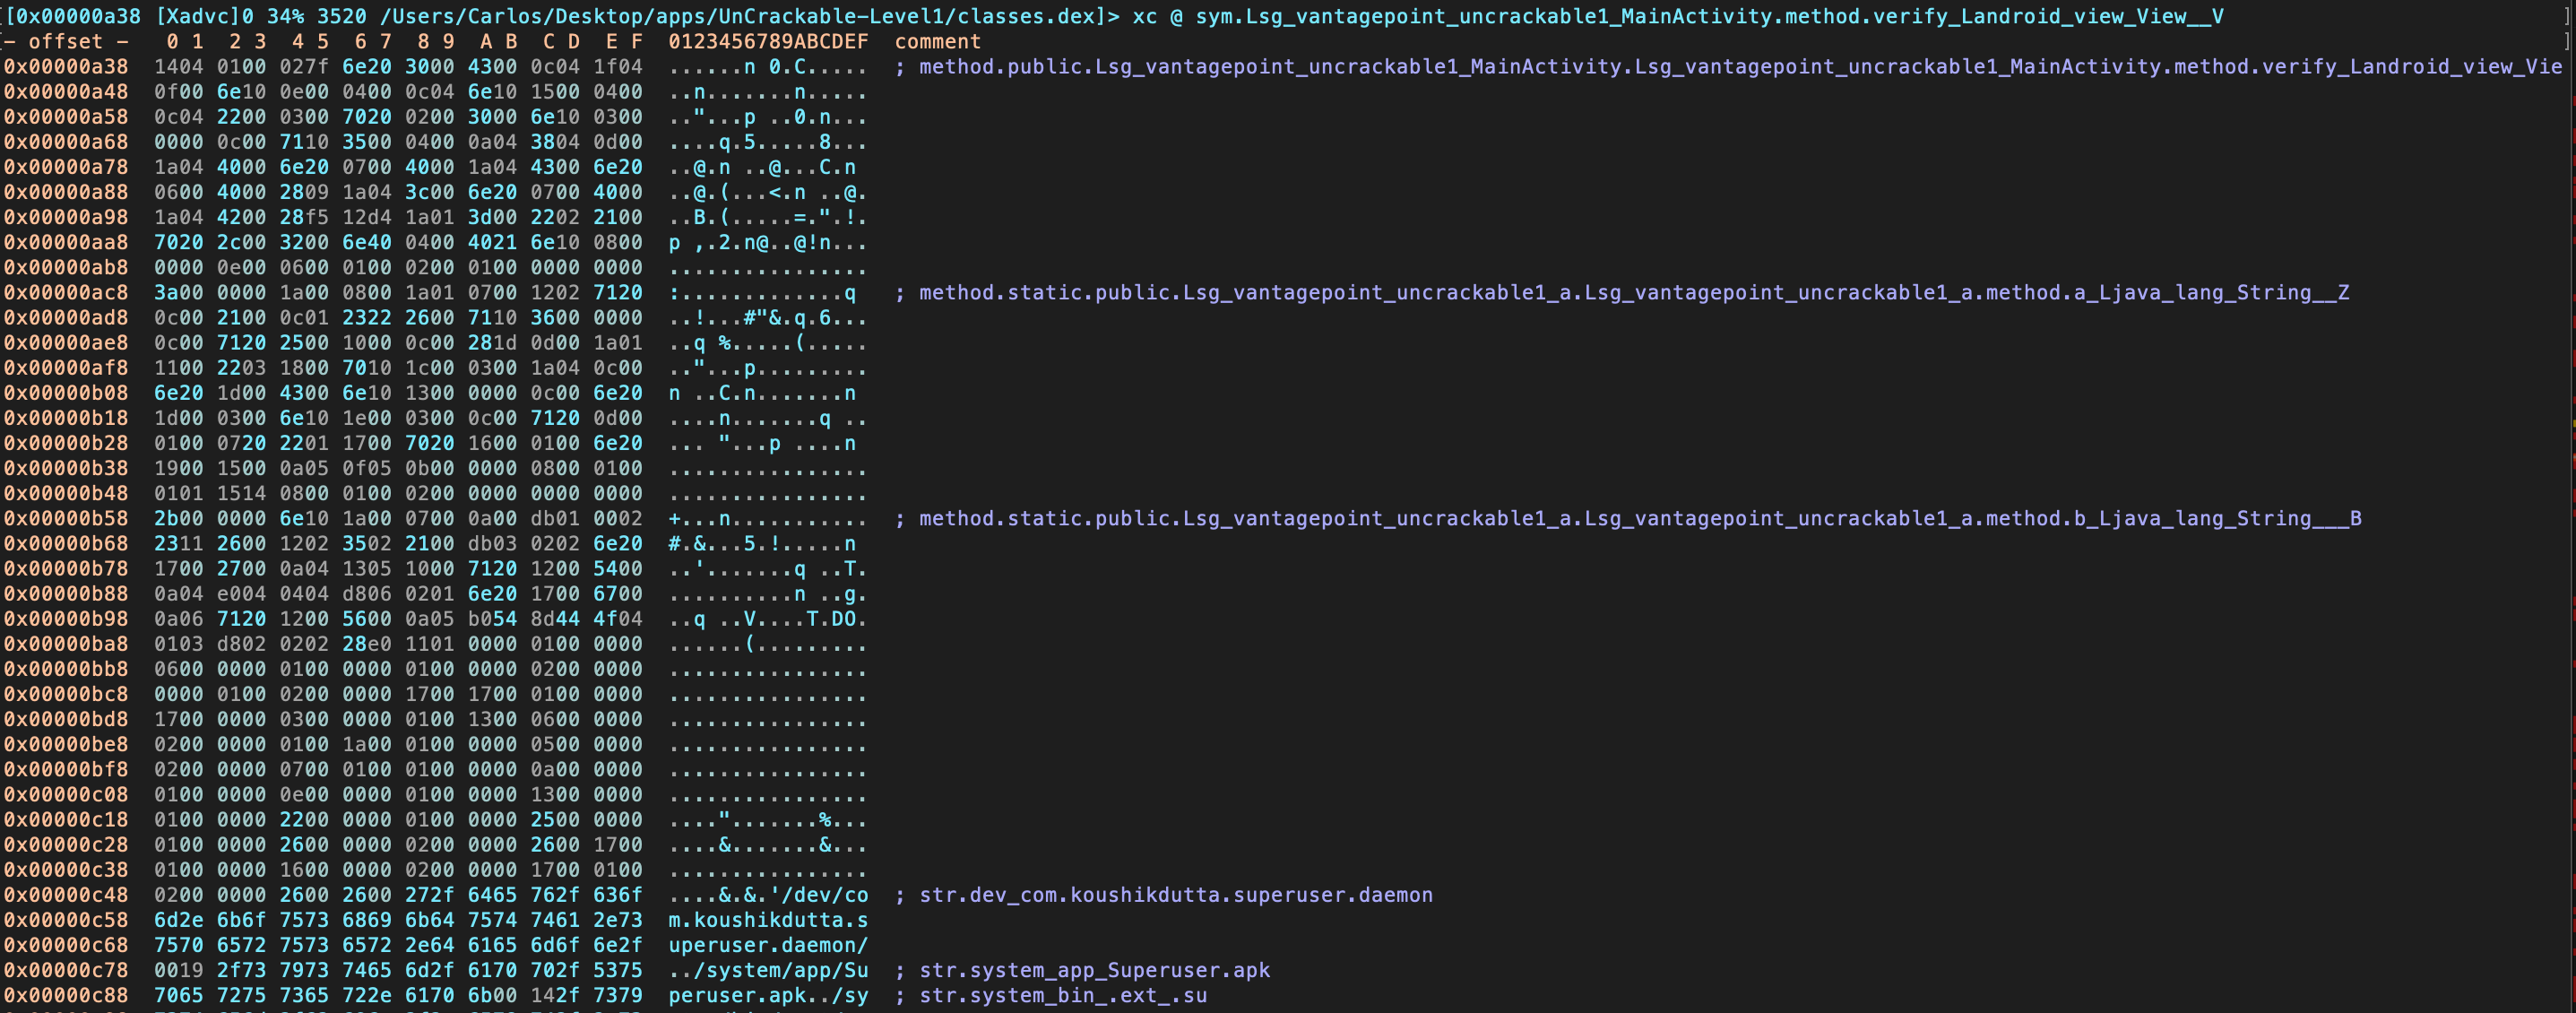 [[0x00000a38 [Xadvc]0 34% 3520 /Users/Carlos/Desktop/apps/UnCrackable-Level1/classes.dex]> xc @ sym.Lsg_vantagepoint_uncrackable1_MainActivity.method.verify_Landroid_view_View__V ]
[- offset - 0 1 2 3 4 5 6 7 8 9 A B C D E F 0123456789ABCDEF comment ]
0x00000a38 1404 0100 027f 6e20 3000 4300 0c04 1f04 ......n 0.C..... ; method.public.Lsg_vantagepoint_uncrackable1_MainActivity.Lsg_vantagepoint_uncrackable1_MainActivity.method.verify_Landroid_view_Vie
0x00000a48 0f00 6e10 0e00 0400 0c04 6e10 1500 0400 ..n.......n.....
0x00000a58 0c04 2200 0300 7020 0200 3000 6e10 0300 .."...p ..0.n...
0x00000a68 0000 0c00 7110 3500 0400 0a04 3804 0d00 ....q.5.....8...
0x00000a78 1a04 4000 6e20 0700 4000 1a04 4300 6e20 ..@.n ..@...C.n
0x00000a88 0600 4000 2809 1a04 3c00 6e20 0700 4000 ..@.(...<.n ..@.
0x00000a98 1a04 4200 28f5 12d4 1a01 3d00 2202 2100 ..B.(.....=.".!.
0x00000aa8 7020 2c00 3200 6e40 0400 4021 6e10 0800 p ,.2.n@..@!n...
0x00000ab8 0000 0e00 0600 0100 0200 0100 0000 0000 ................
0x00000ac8 3a00 0000 1a00 0800 1a01 0700 1202 7120 :.............q ; method.static.public.Lsg_vantagepoint_uncrackable1_a.Lsg_vantagepoint_uncrackable1_a.method.a_Ljava_lang_String__Z
0x00000ad8 0c00 2100 0c01 2322 2600 7110 3600 0000 ..!...#"&.q.6...
0x00000ae8 0c00 7120 2500 1000 0c00 281d 0d00 1a01 ..q %.....(.....
0x00000af8 1100 2203 1800 7010 1c00 0300 1a04 0c00 .."...p.........
0x00000b08 6e20 1d00 4300 6e10 1300 0000 0c00 6e20 n ..C.n.......n
0x00000b18 1d00 0300 6e10 1e00 0300 0c00 7120 0d00 ....n.......q ..
0x00000b28 0100 0720 2201 1700 7020 1600 0100 6e20 ... "...p ....n
0x00000b38 1900 1500 0a05 0f05 0b00 0000 0800 0100 ................
0x00000b48 0101 1514 0800 0100 0200 0000 0000 0000 ................
0x00000b58 2b00 0000 6e10 1a00 0700 0a00 db01 0002 +...n........... ; method.static.public.Lsg_vantagepoint_uncrackable1_a.Lsg_vantagepoint_uncrackable1_a.method.b_Ljava_lang_String___B
0x00000b68 2311 2600 1202 3502 2100 db03 0202 6e20 #.&...5.!.....n
0x00000b78 1700 2700 0a04 1305 1000 7120 1200 5400 ..'.......q ..T.
0x00000b88 0a04 e004 0404 d806 0201 6e20 1700 6700 ..........n ..g.
0x00000b98 0a06 7120 1200 5600 0a05 b054 8d44 4f04 ..q ..V....T.DO.
0x00000ba8 0103 d802 0202 28e0 1101 0000 0100 0000 ......(.........
0x00000bb8 0600 0000 0100 0000 0100 0000 0200 0000 ................
0x00000bc8 0000 0100 0200 0000 1700 1700 0100 0000 ................
0x00000bd8 1700 0000 0300 0000 0100 1300 0600 0000 ................
0x00000be8 0200 0000 0100 1a00 0100 0000 0500 0000 ................
0x00000bf8 0200 0000 0700 0100 0100 0000 0a00 0000 ................
0x00000c08 0100 0000 0e00 0000 0100 0000 1300 0000 ................
0x00000c18 0100 0000 2200 0000 0100 0000 2500 0000 ....".......%...
0x00000c28 0100 0000 2600 0000 0200 0000 2600 1700 ....&.......&...
0x00000c38 0100 0000 1600 0000 0200 0000 1700 0100 ................
0x00000c48 0200 0000 2600 2600 272f 6465 762f 636f ....&.&.'/dev/co ; str.dev_com.koushikdutta.superuser.daemon
0x00000c58 6d2e 6b6f 7573 6869 6b64 7574 7461 2e73 m.koushikdutta.s
0x00000c68 7570 6572 7573 6572 2e64 6165 6d6f 6e2f uperuser.daemon/
0x00000c78 0019 2f73 7973 7465 6d2f 6170 702f 5375 ../system/app/Su ; str.system_app_Superuser.apk
0x00000c88 7065 7275 7365 722e 6170 6b00 142f 7379 peruser.apk../sy ; str.system_bin_.ext_.su